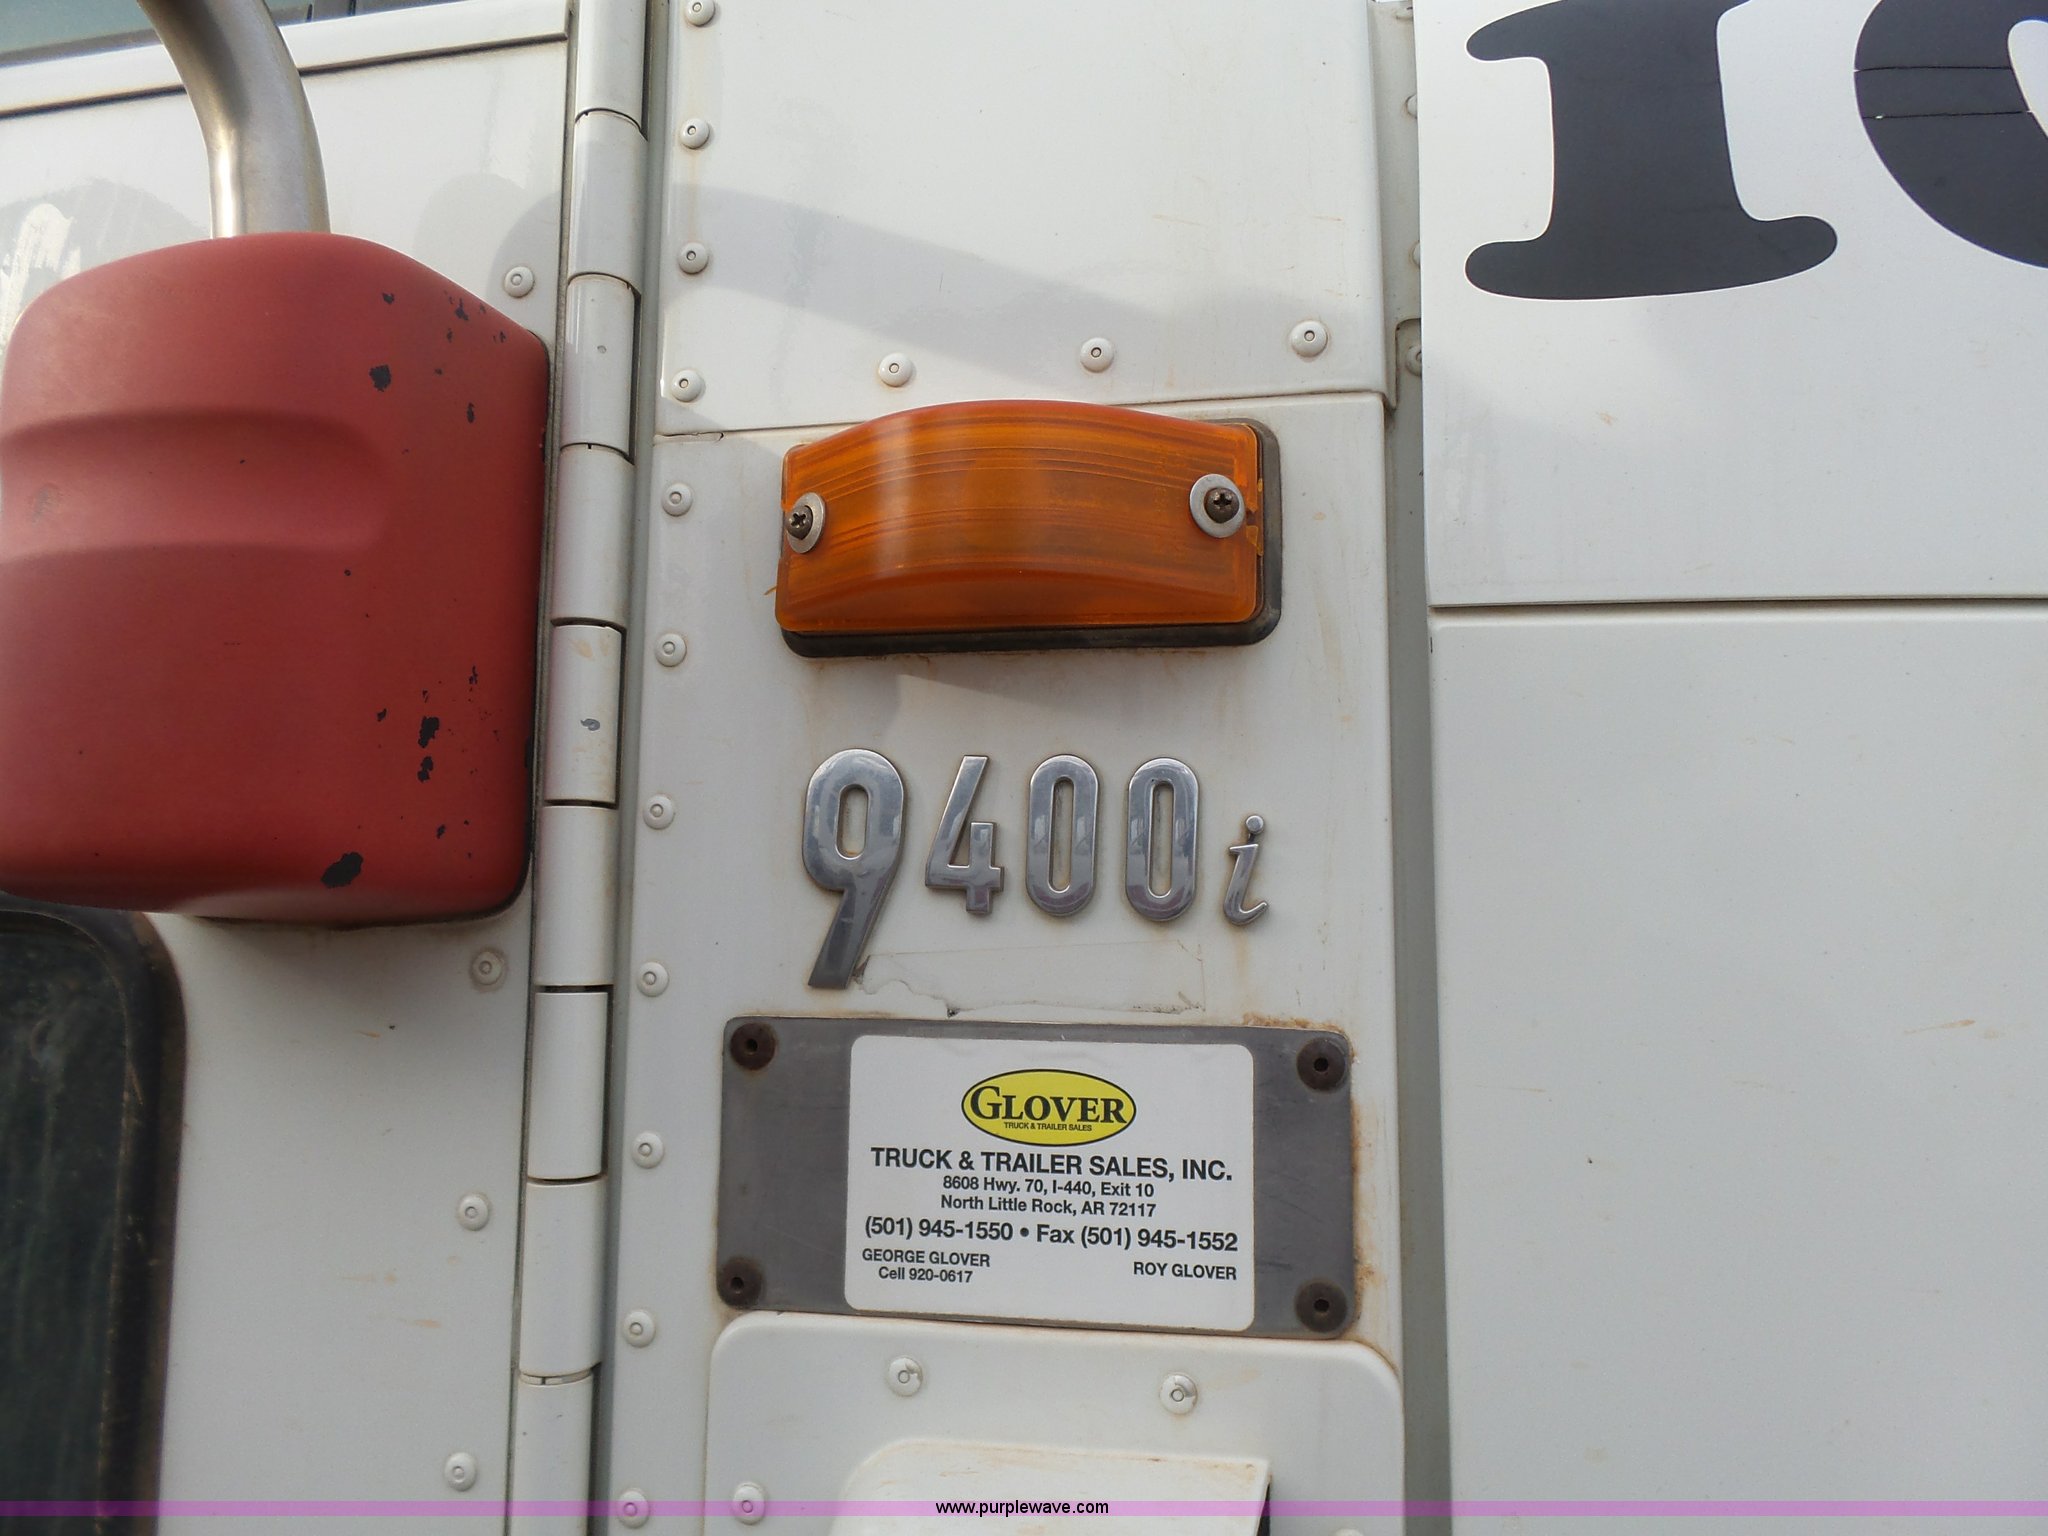 9400i
GLOVER
TRUCK & TRAILER SALES
TRUCK & TRAILER SALES, INC.
8608 Hwy. 70, I-440, Exit 10
North Little Rock, AR 72117
(501) 945-1550 • Fax (501) 945-1552
GEORGE GLOVER
Cell 920-0617
ROY GLOVER
www.purplewave.com